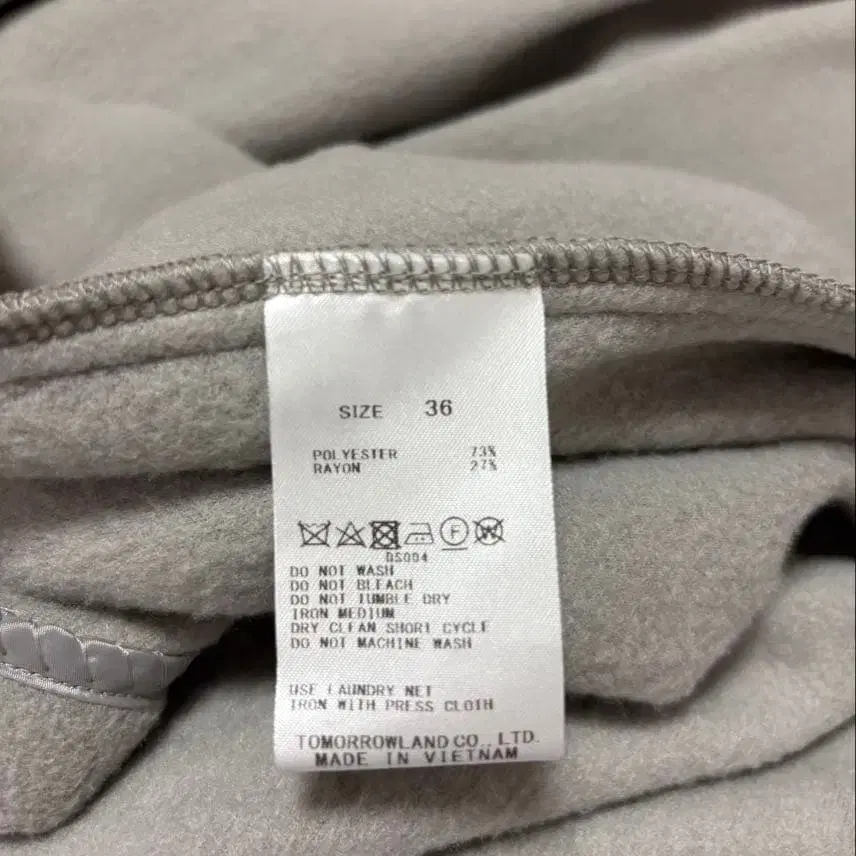 SIZE 36
POLYESTER 73%
RAYON 27%
F W
DS004
DO NOT WASH
DO NOT BLEACH
DO NOT TUMBLE DRY
IRON MEDIUM
DRY CLEAN SHORT CYCLE
DO NOT MACHINE WASH
USE LAUNDRY NET
IRON WITH PRESS CLOTH
TOMORROWLAND CO., LTD.
MADE IN VIETNAM